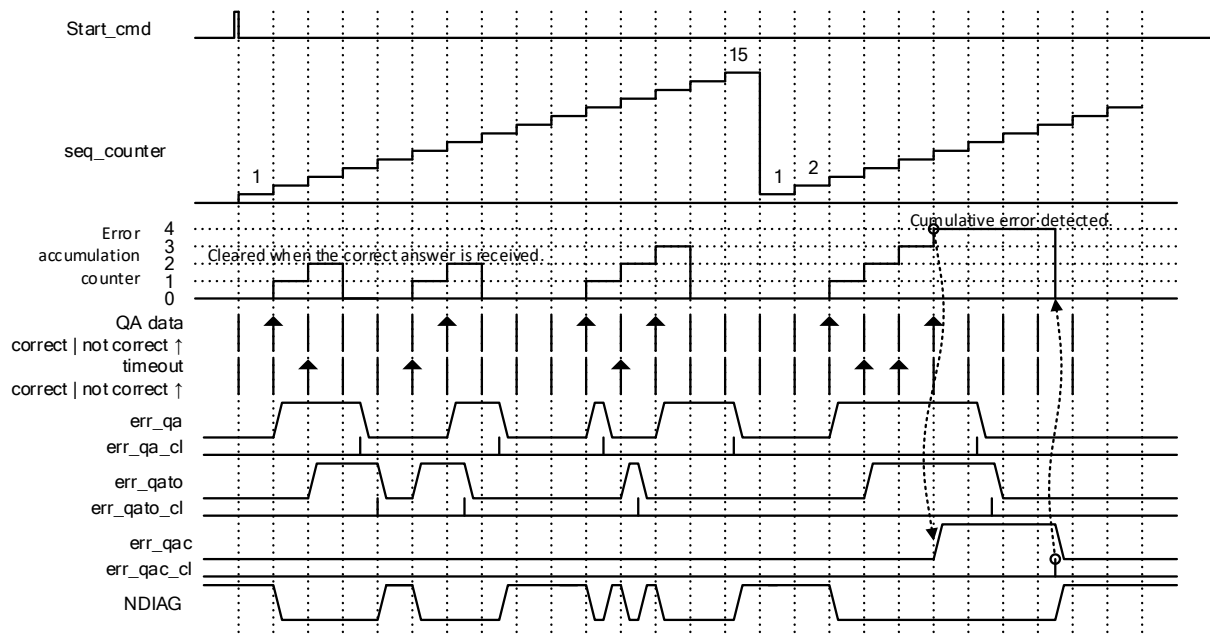 Start_cmd
15
seq_counter
1
1
2
Cumulative error detected.
Error
accumulation
counter
4
3
2
1
0
Cleared when the correct answer is received.
QA data
correct | not correct ↑
timeout
correct | not correct ↑
err_qa
err_qa_cl
err_qato
err_qato_cl
err_qac
err_qac_cl
NDIAG